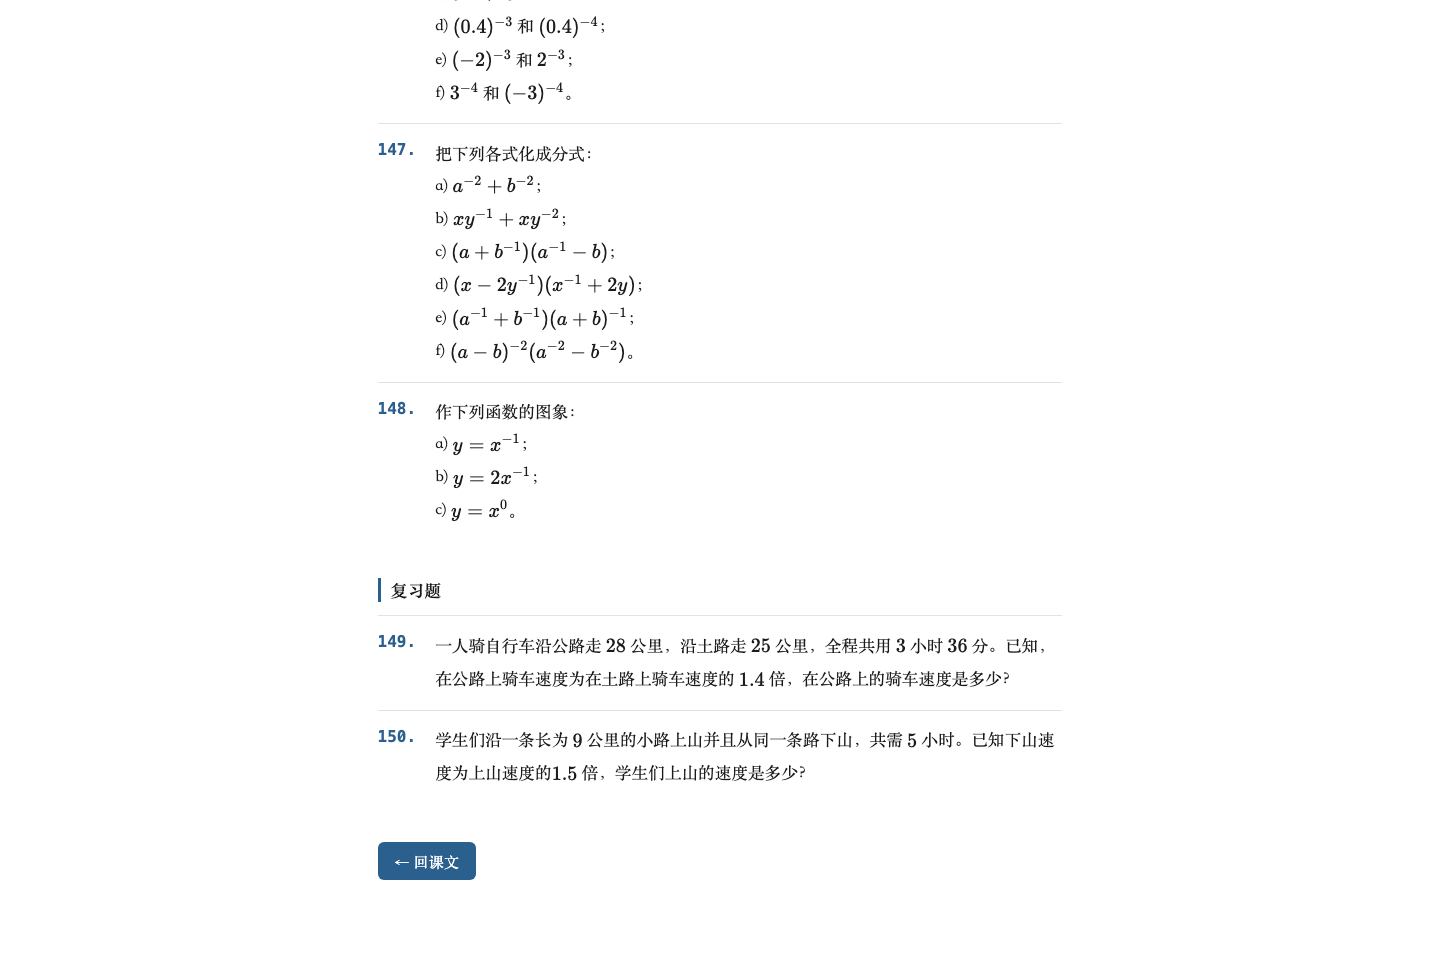 d) (0.4)⁻³ 和 (0.4)⁻⁴；
e) (−2)⁻³ 和 2⁻³；
f) 3⁻⁴ 和 (−3)⁻⁴。
147. 把下列各式化成分式：
a) a⁻² + b⁻²；
b) xy⁻¹ + xy⁻²；
c) (a + b⁻¹)(a⁻¹ − b)；
d) (x − 2y⁻¹)(x⁻¹ + 2y)；
e) (a⁻¹ + b⁻¹)(a + b)⁻¹；
f) (a − b)⁻²(a⁻² − b⁻²)。
148. 作下列函数的图象：
a) y = x⁻¹；
b) y = 2x⁻¹；
c) y = x⁰。
复习题
149. 一人骑自行车沿公路走 28 公里，沿土路走 25 公里，全程共用 3 小时 36 分。已知，
在公路上骑车速度为在土路上骑车速度的 1.4 倍，在公路上的骑车速度是多少？
150. 学生们沿一条长为 9 公里的小路上山并且从同一条路下山，共需 5 小时。已知下山速
度为上山速度的1.5 倍，学生们上山的速度是多少？
← 回课文